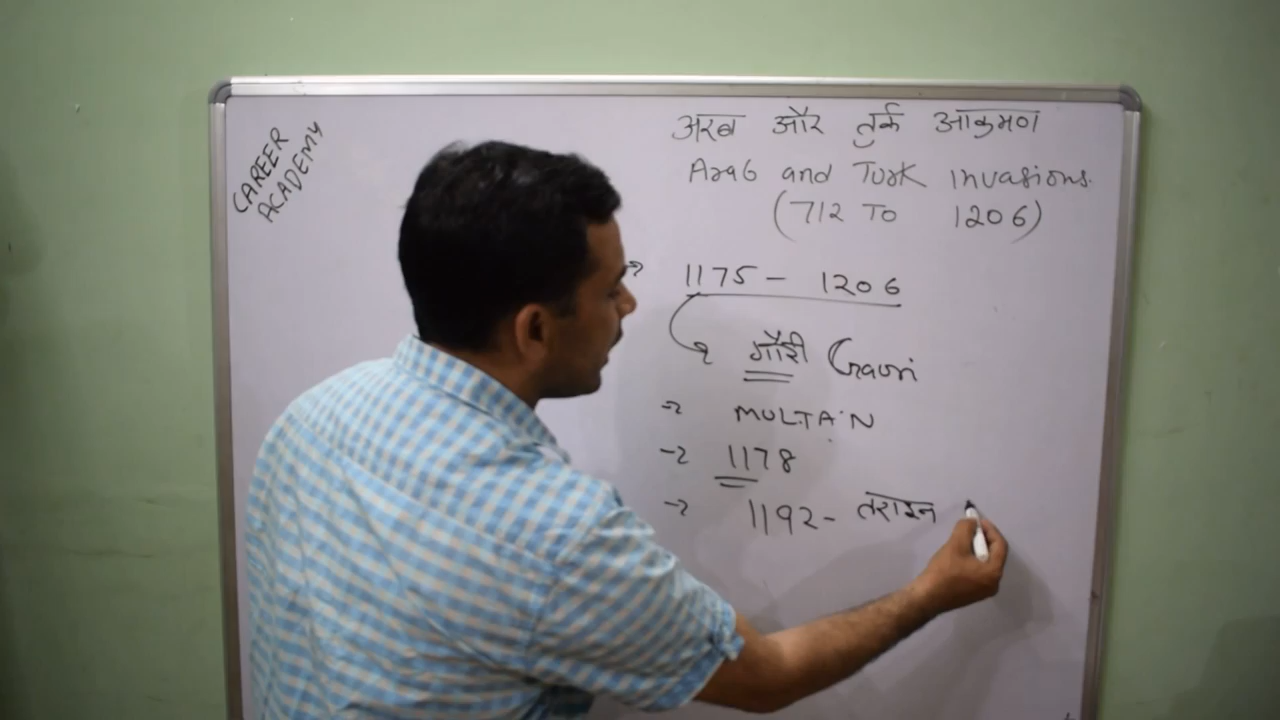 CAREER
ACADEMY
अरब और तुर्क आक्रमण
Arab and Turk invasions.
(712 TO 1206)
→ 1175 - 1206
→ गौरी Gauri
→ MULTAN
→ 1178
→ 1192 - तराइन